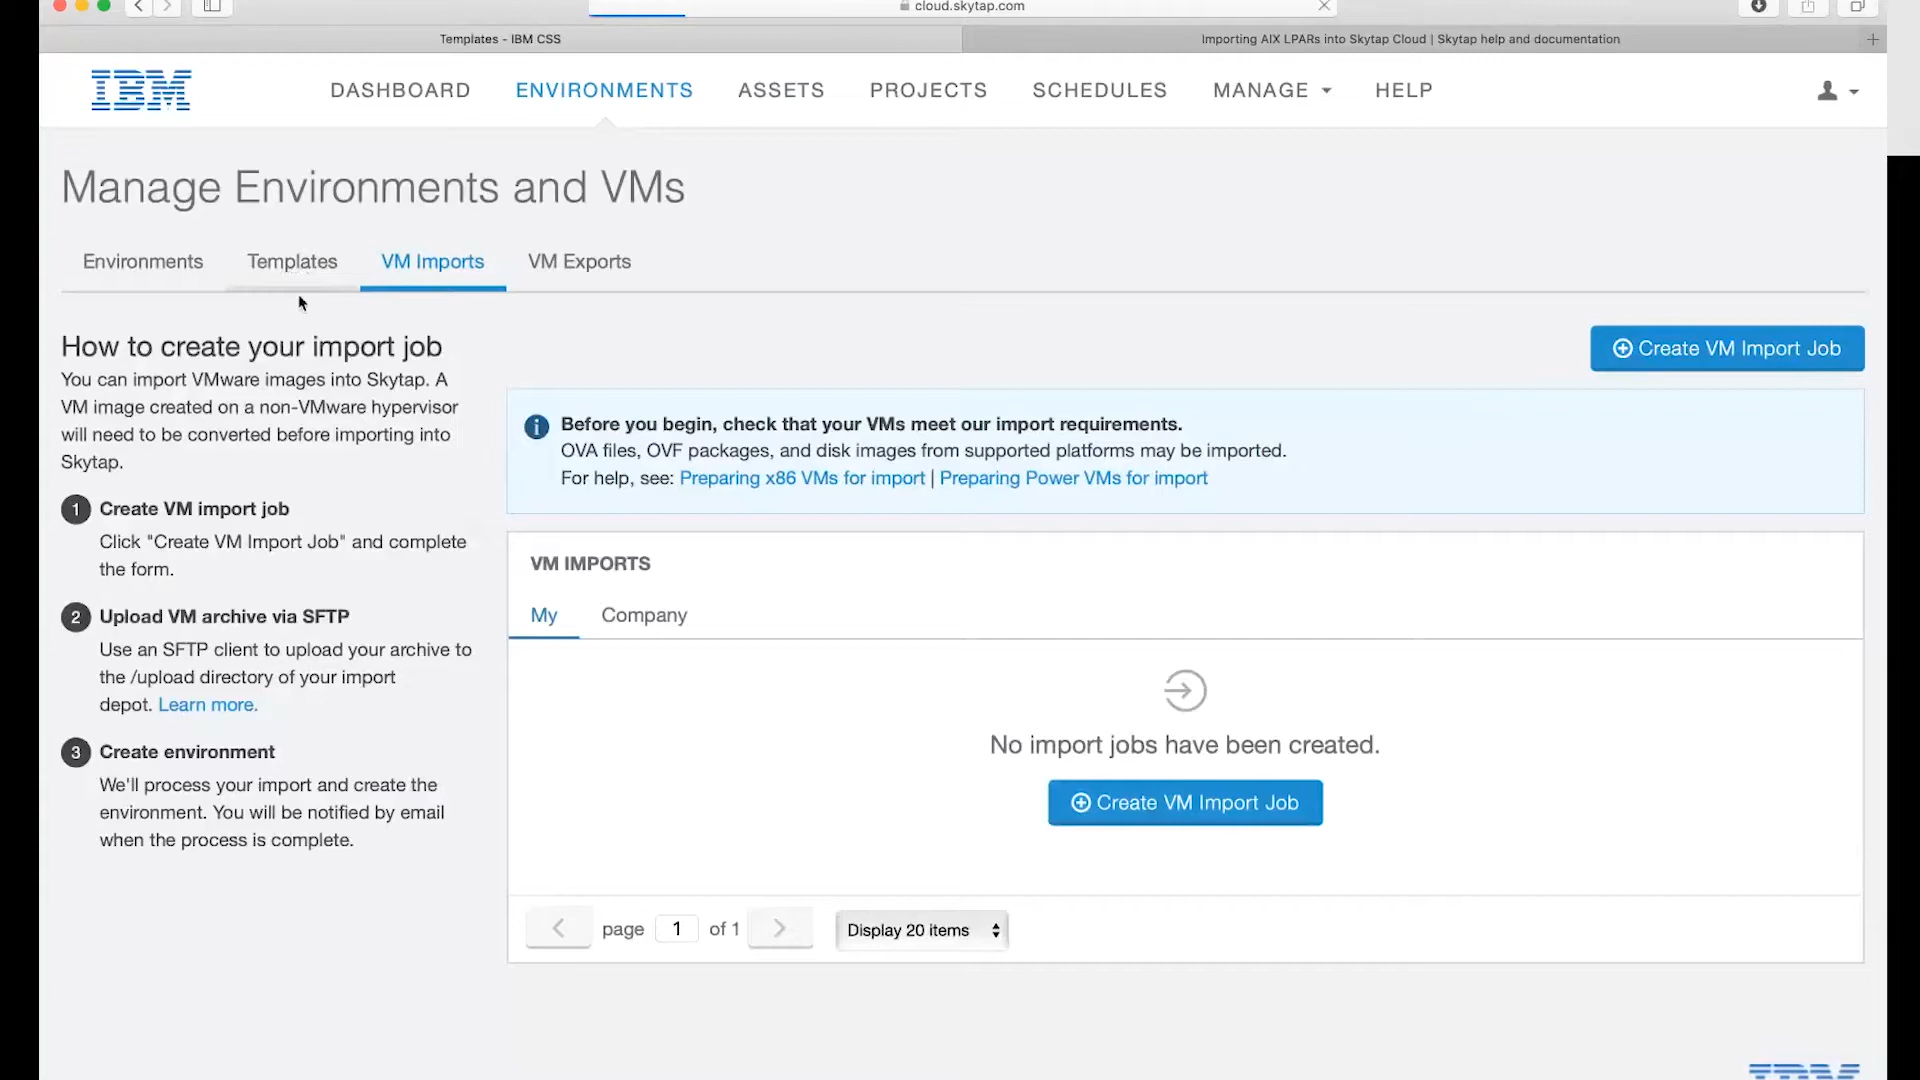 cloud.skytap.com
Templates - IBM CSS
Importing AIX LPARs into Skytap Cloud | Skytap help and documentation
IBM
DASHBOARD
ENVIRONMENTS
ASSETS
PROJECTS
SCHEDULES
MANAGE
HELP
Manage Environments and VMs
Environments
Templates
VM Imports
VM Exports
How to create your import job
You can import VMware images into Skytap. A
VM image created on a non-VMware hypervisor
will need to be converted before importing into
Skytap.
1 Create VM import job
Click "Create VM Import Job" and complete
the form.
2 Upload VM archive via SFTP
Use an SFTP client to upload your archive to
the /upload directory of your import
depot. Learn more.
3 Create environment
We'll process your import and create the
environment. You will be notified by email
when the process is complete.
Create VM Import Job
Before you begin, check that your VMs meet our import requirements.
OVA files, OVF packages, and disk images from supported platforms may be imported.
For help, see: Preparing x86 VMs for import | Preparing Power VMs for import
VM IMPORTS
My
Company
No import jobs have been created.
Create VM Import Job
page 1 of 1
Display 20 items
IBM